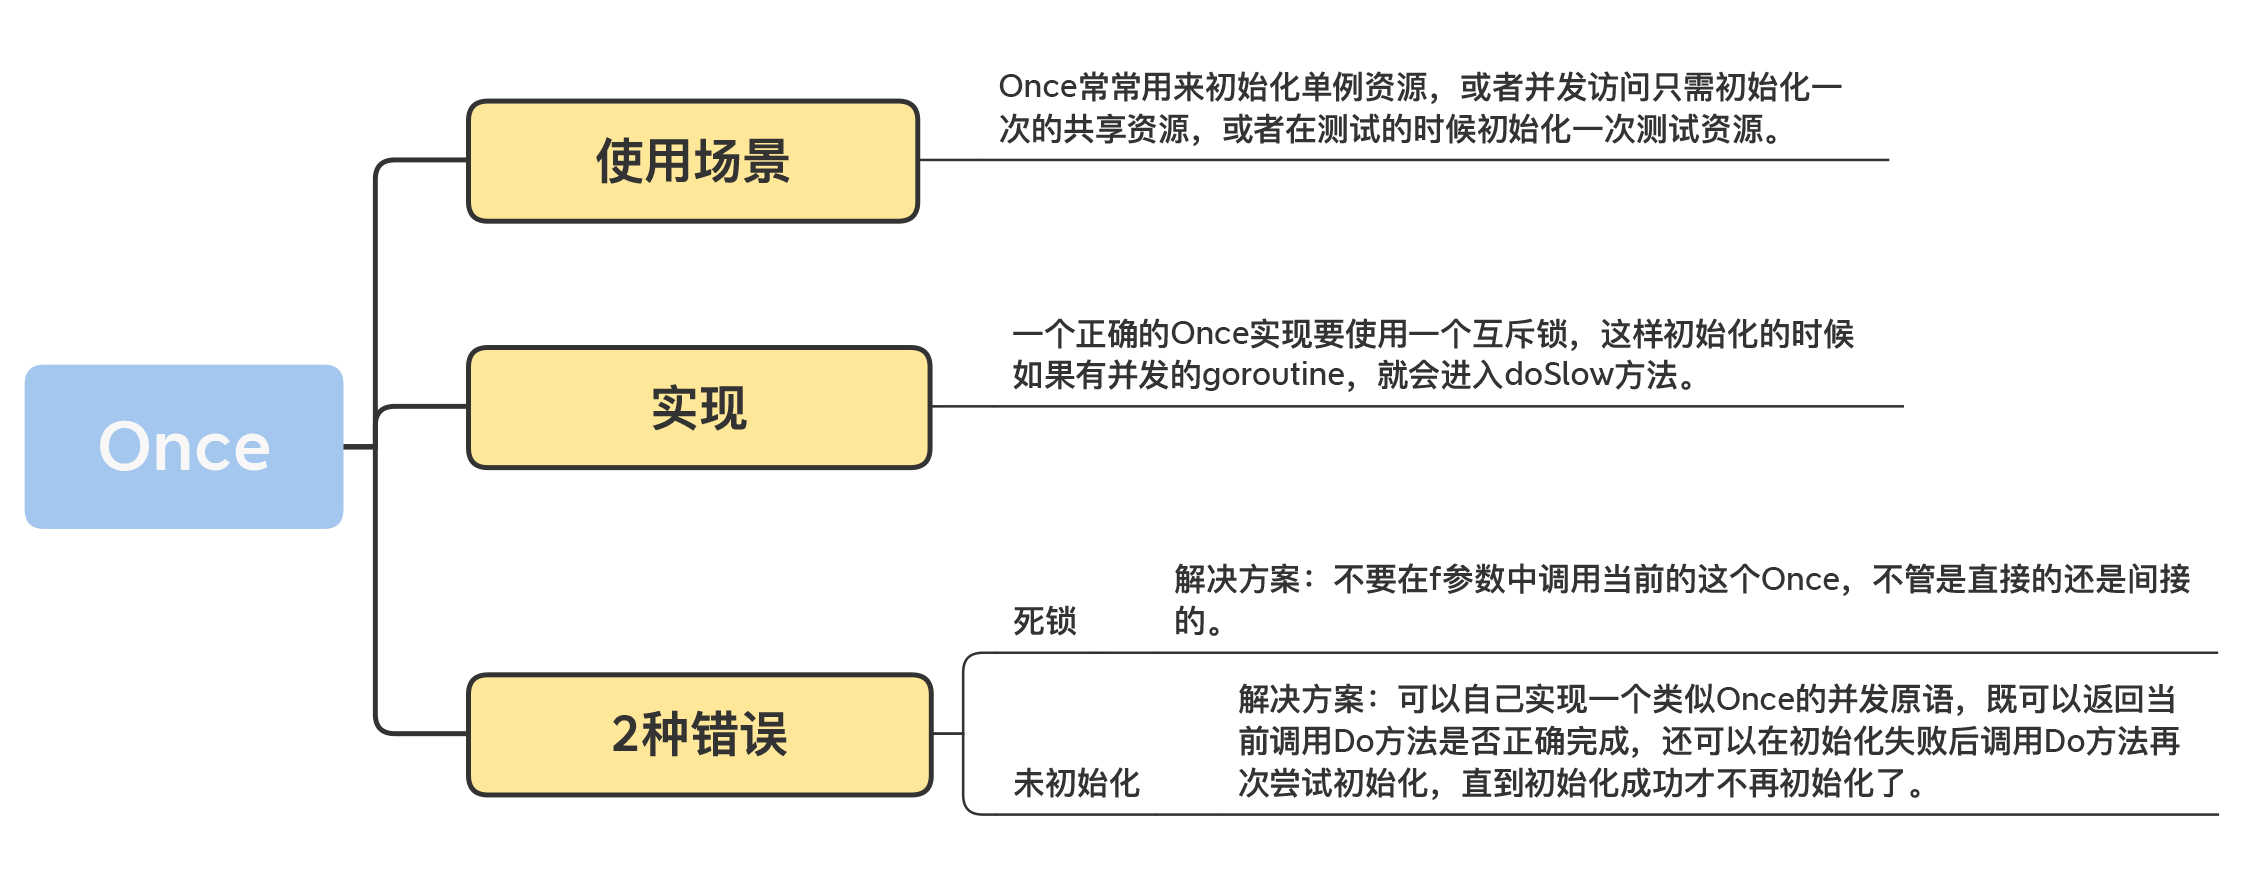 Once
使用场景
Once常常用来初始化单例资源，或者并发访问只需初始化一
次的共享资源，或者在测试的时候初始化一次测试资源。
实现
一个正确的Once实现要使用一个互斥锁，这样初始化的时候
如果有并发的goroutine，就会进入doSlow方法。
2种错误
死锁
解决方案：不要在f参数中调用当前的这个Once，不管是直接的还是间接
的。
未初始化
解决方案：可以自己实现一个类似Once的并发原语，既可以返回当
前调用Do方法是否正确完成，还可以在初始化失败后调用Do方法再
次尝试初始化，直到初始化成功才不再初始化了。